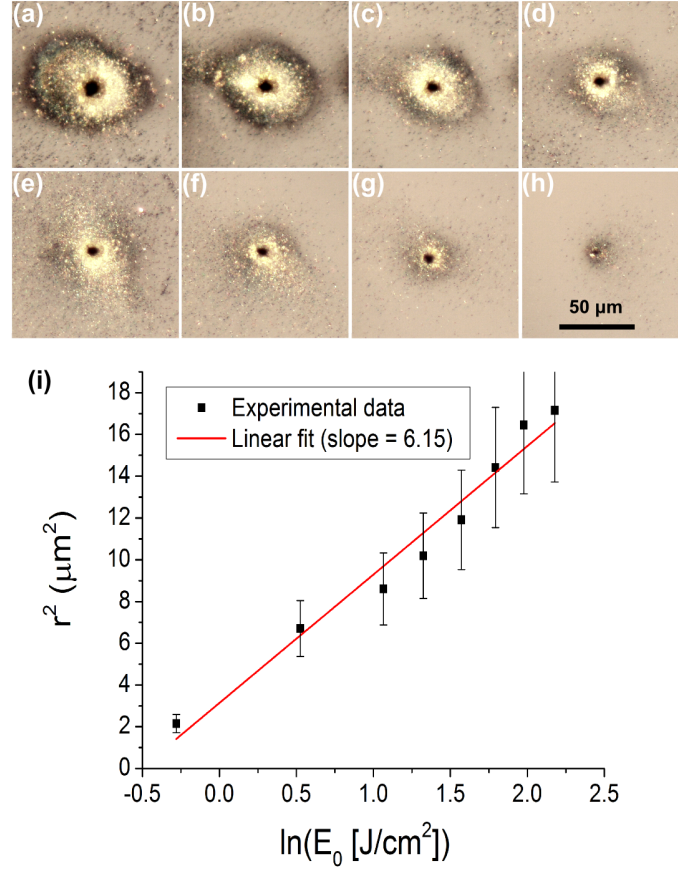 (a) (b) (c) (d)
(e) (f) (g) (h)
50 μm
(i)
18
16
14
12
10
8
6
4
2
0
r² (μm²)
Experimental data
Linear fit (slope = 6.15)
-0.5 0.0 0.5 1.0 1.5 2.0 2.5
ln(E₀ [J/cm²])